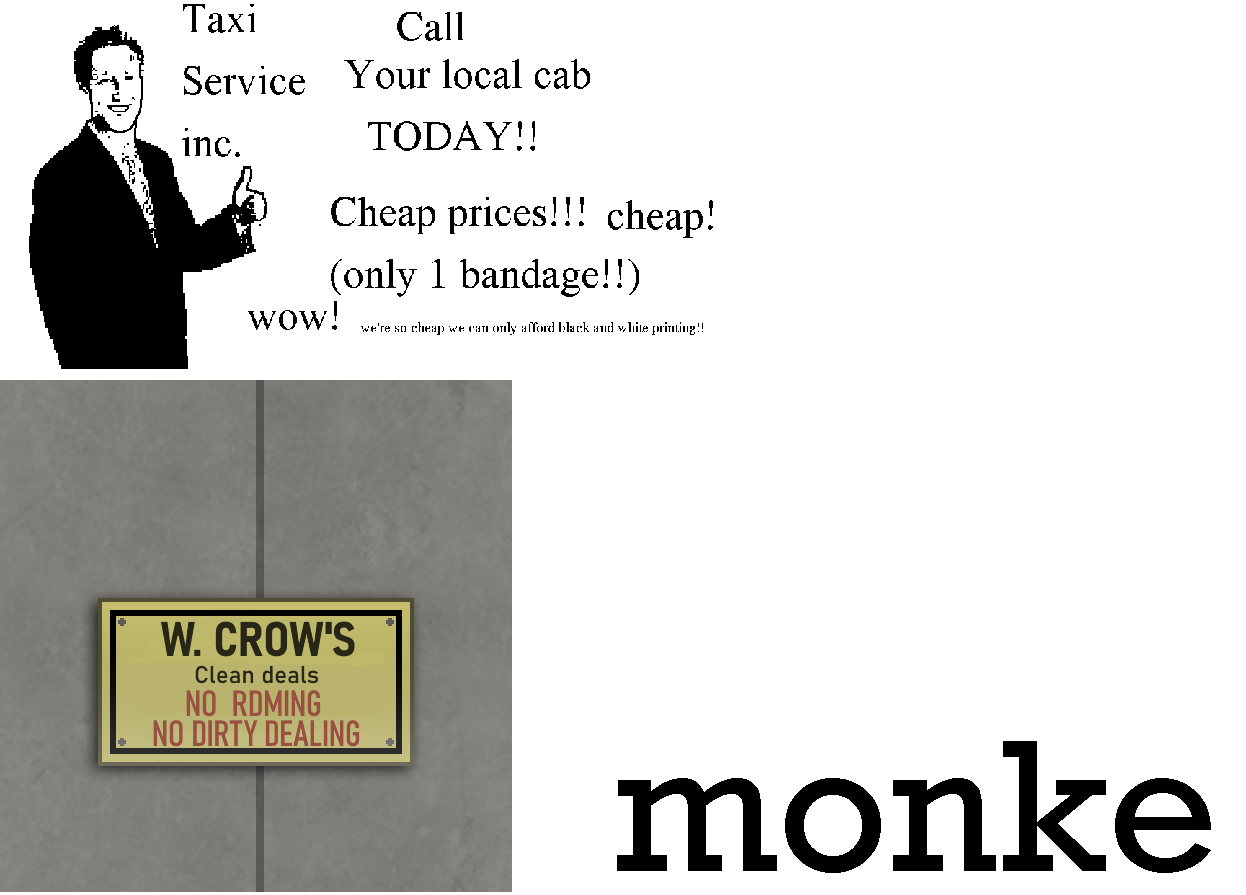 Taxi
Service
inc.
Call
Your local cab
TODAY!!
Cheap prices!!! cheap!
(only 1 bandage!!)
wow!
we're so cheap we can only afford black and white printing!!
W. CROW'S
Clean deals
NO RDMING
NO DIRTY DEALING
monke